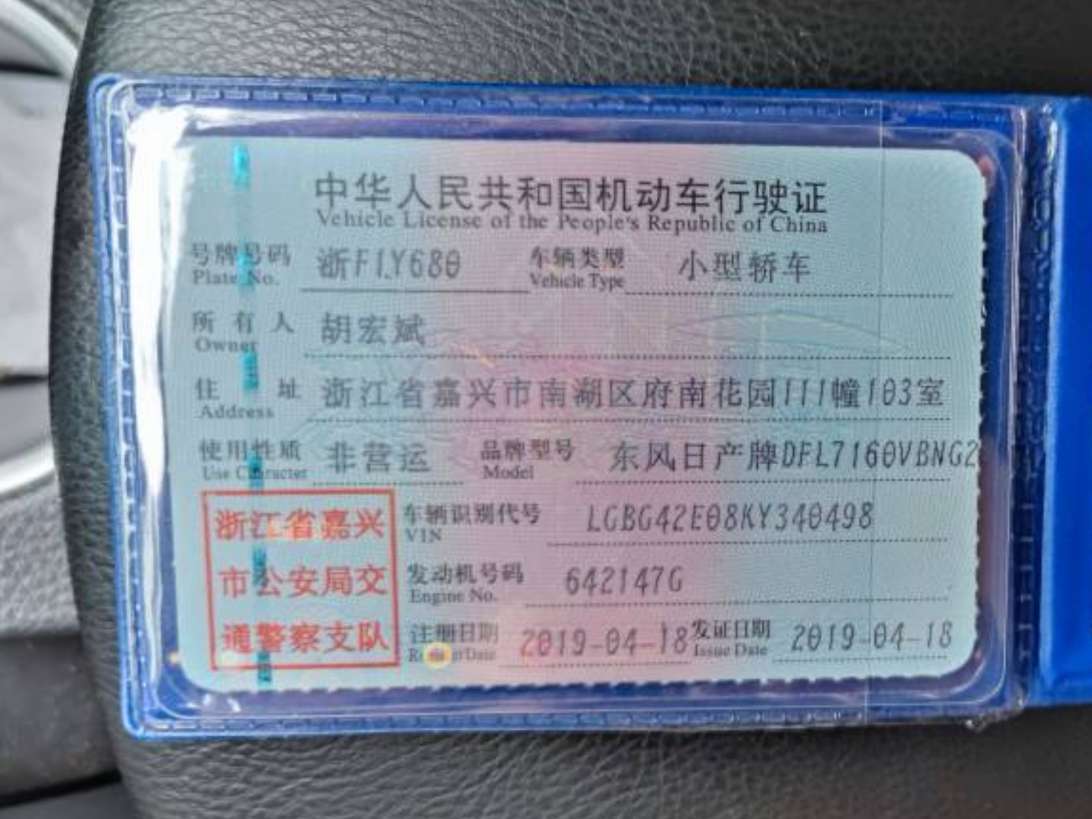 中华人民共和国机动车行驶证
Vehicle License of the People's Republic of China
号牌号码 浙F1Y680 车辆类型 小型轿车
Plate No. Vehicle Type
所有人 胡宏斌
Owner
住址 浙江省嘉兴市南湖区府南花园111幢103室
Address
使用性质 非营运 品牌型号 东风日产牌DFL7160VBNG2
Use Character Model
浙江省嘉兴 车辆识别代号 LGBG42E08KY340498
VIN
市公安局交 发动机号码 642147G
Engine No.
通警察支队 注册日期 2019-04-18 发证日期 2019-04-18
Register Date Issue Date